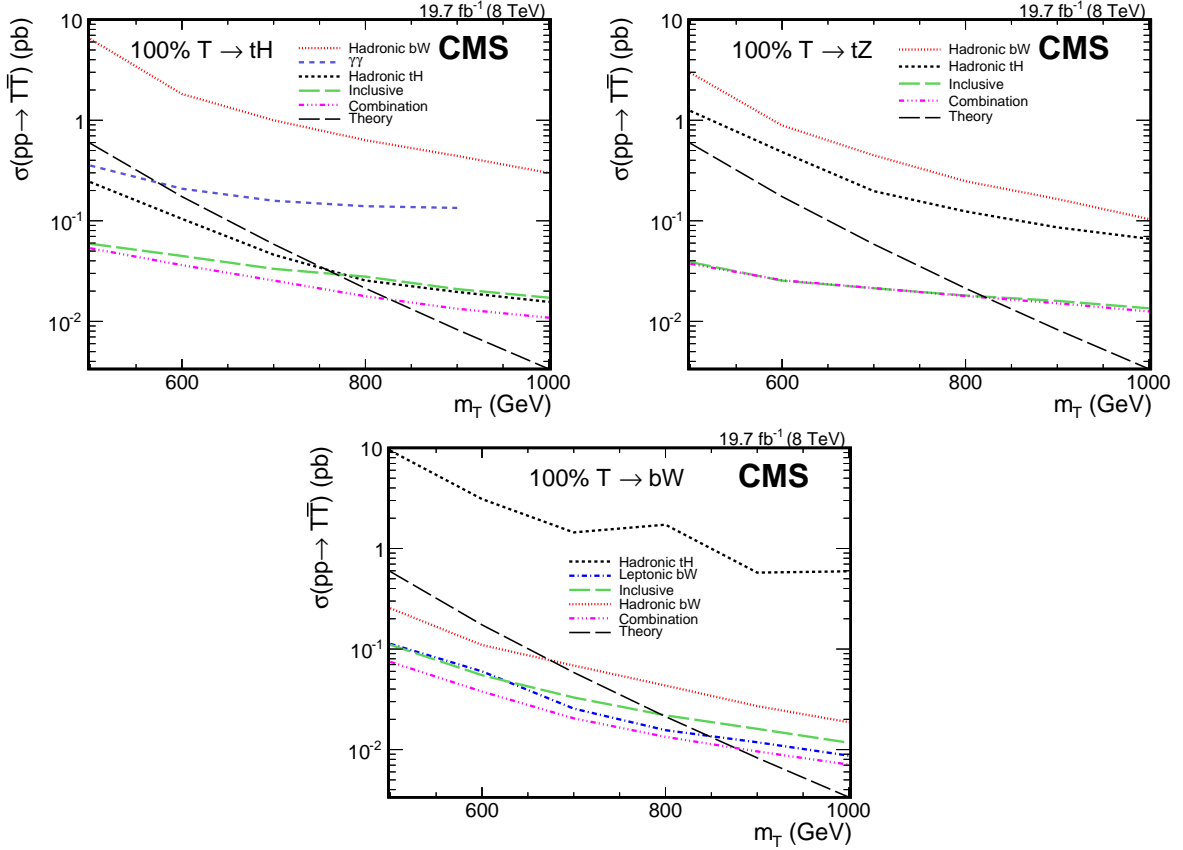 19.7 fb⁻¹ (8 TeV)
100% T → tH
CMS
Hadronic bW
γγ
Hadronic tH
Inclusive
Combination
Theory
σ(pp→ TT̅) (pb)
10
1
10⁻¹
10⁻²
600
800
1000
m_T (GeV)
19.7 fb⁻¹ (8 TeV)
100% T → tZ
CMS
Hadronic bW
Hadronic tH
Inclusive
Combination
Theory
σ(pp→ TT̅) (pb)
10
1
10⁻¹
10⁻²
600
800
1000
m_T (GeV)
19.7 fb⁻¹ (8 TeV)
100% T → bW
CMS
Hadronic tH
Leptonic bW
Inclusive
Hadronic bW
Combination
Theory
σ(pp→ TT̅) (pb)
10
1
10⁻¹
10⁻²
600
800
1000
m_T (GeV)